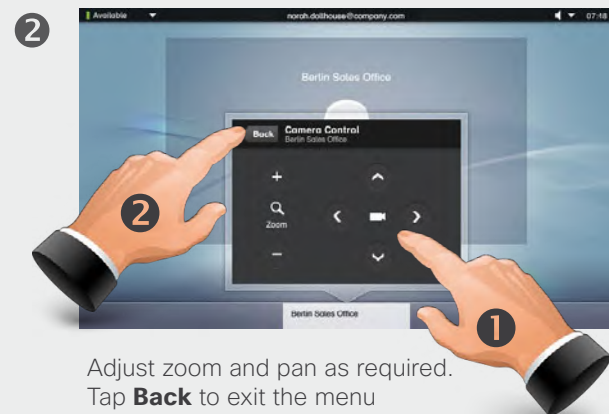 2
Available norah.dollhouse@company.com 07:48
Berlin Sales Office
Back Camera Control
Berlin Sales Office
+
Zoom
–
2
1
Berlin Sales Office
Adjust zoom and pan as required.
Tap Back to exit the menu